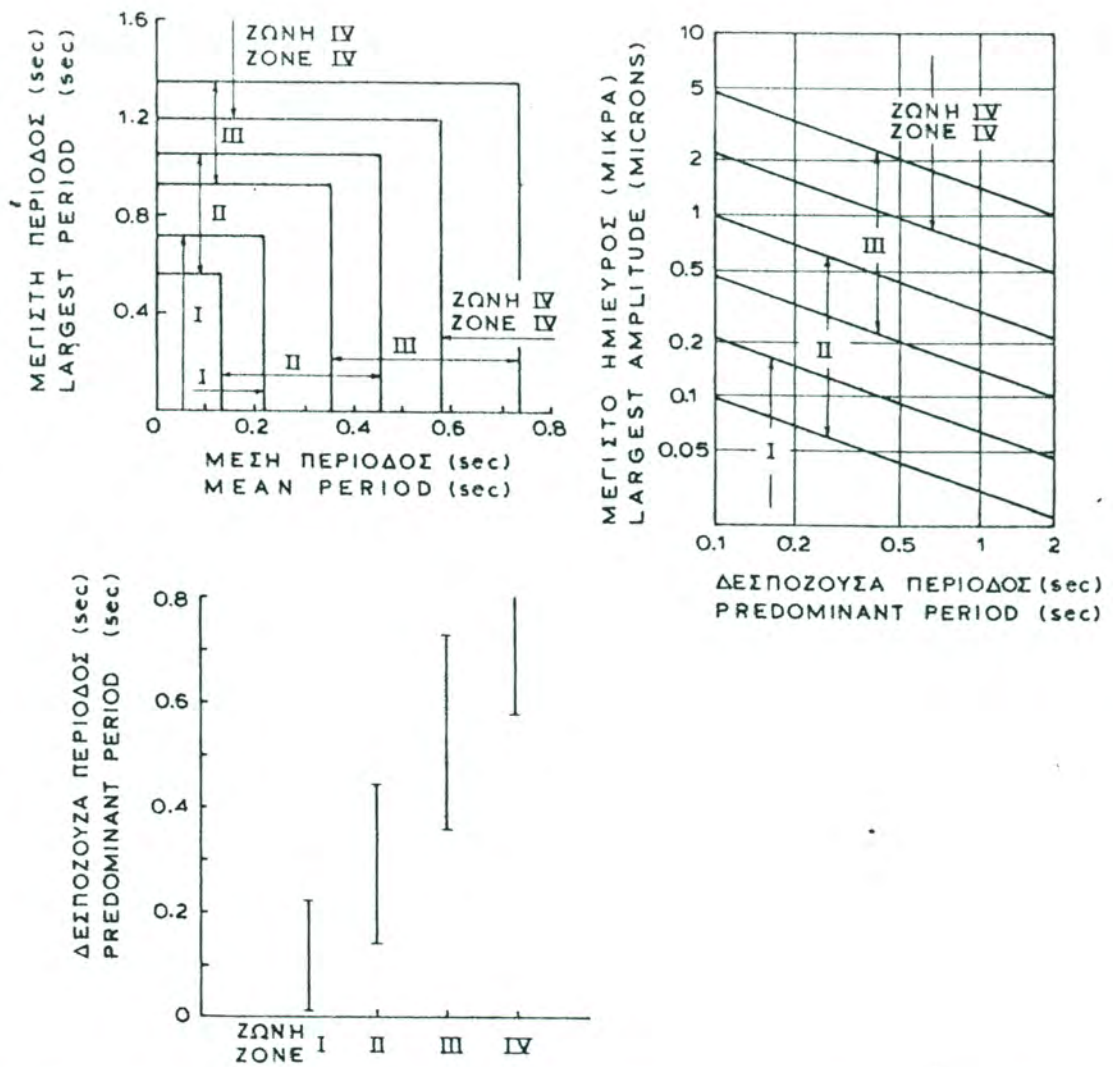 ΜΕΓΙΣΤΗ ΠΕΡΙΟΔΟΣ (sec)
LARGEST PERIOD (sec)
1.6
1.2
0.8
0.4
ΖΩΝΗ IV
ZONE IV
III
II
I
I
II
III
ΖΩΝΗ IV
ZONE IV
0
0.2
0.4
0.6
0.8
ΜΕΣΗ ΠΕΡΙΟΔΟΣ (sec)
MEAN PERIOD (sec)
ΜΕΓΙΣΤΟ ΗΜΙΕΥΡΟΣ (ΜΙΚΡΑ)
LARGEST AMPLITUDE (MICRONS)
10
5
2
1
0.5
0.2
0.1
0.05
ΖΩΝΗ IV
ZONE IV
III
II
I
0.1
0.2
0.5
1
2
ΔΕΣΠΟΖΟΥΣΑ ΠΕΡΙΟΔΟΣ (sec)
PREDOMINANT PERIOD (sec)
ΔΕΣΠΟΖΟΥΖΑ ΠΕΡΙΟΔΟΣ (sec)
PREDOMINANT PERIOD (sec)
0.8
0.6
0.4
0.2
0
ΖΩΝΗ
ZONE
I
II
III
IV